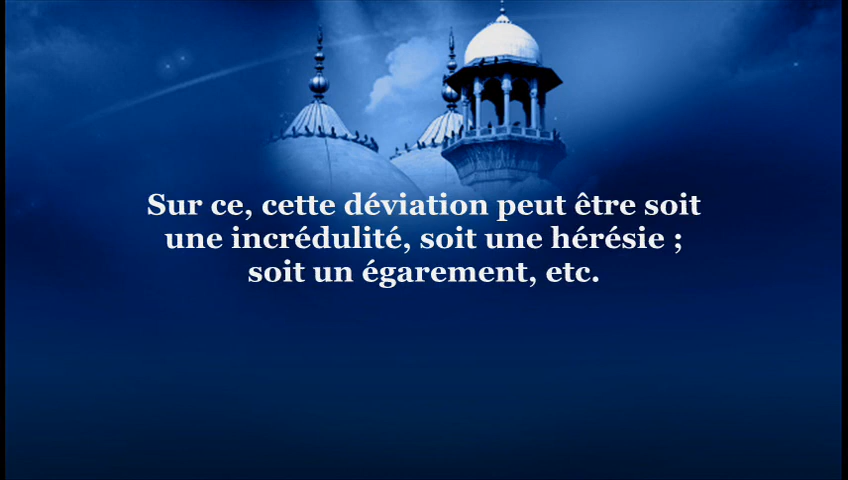 Sur ce, cette déviation peut être soit
une incrédulité, soit une hérésie ;
soit un égarement, etc.